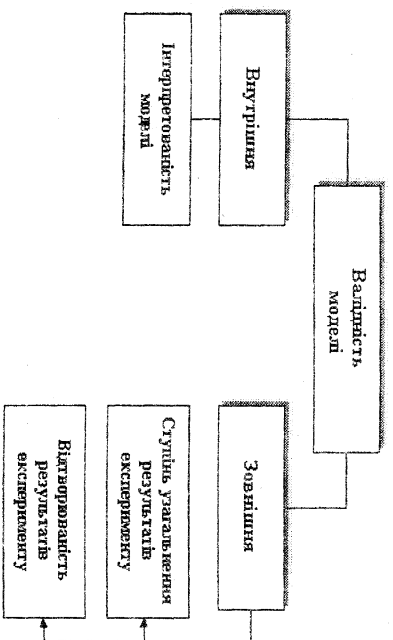 Валідність
моделі
Внутрішня
Зовнішня
Інтерпретованість
моделі
Ступінь узагальнення
результатів
експерименту
Відтворюваність
результатів
експерименту